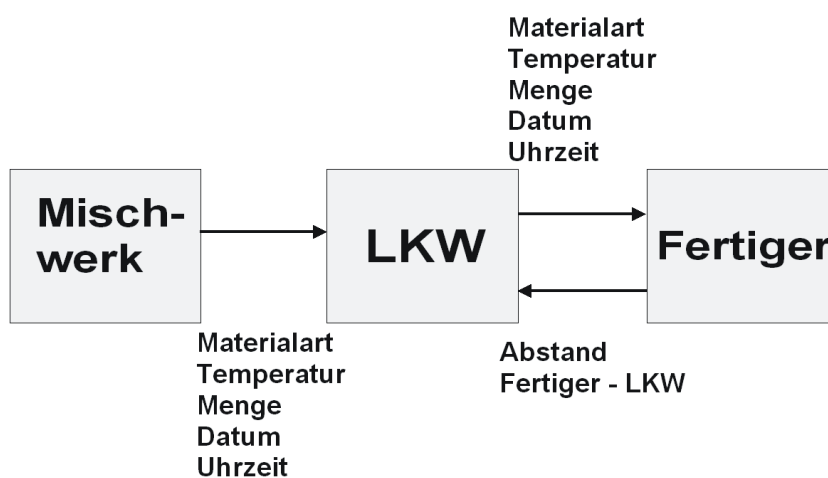 Materialart
Temperatur
Menge
Datum
Uhrzeit
Misch-
werk
LKW
Fertiger
Materialart
Temperatur
Menge
Datum
Uhrzeit
Abstand
Fertiger - LKW